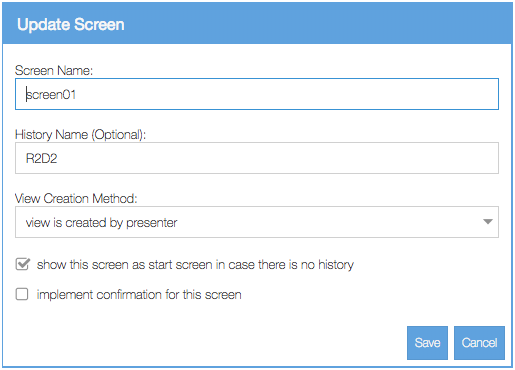 Update Screen
Screen Name:
screen01
History Name (Optional):
R2D2
View Creation Method:
view is created by presenter
show this screen as start screen in case there is no history
implement confirmation for this screen
Save Cancel